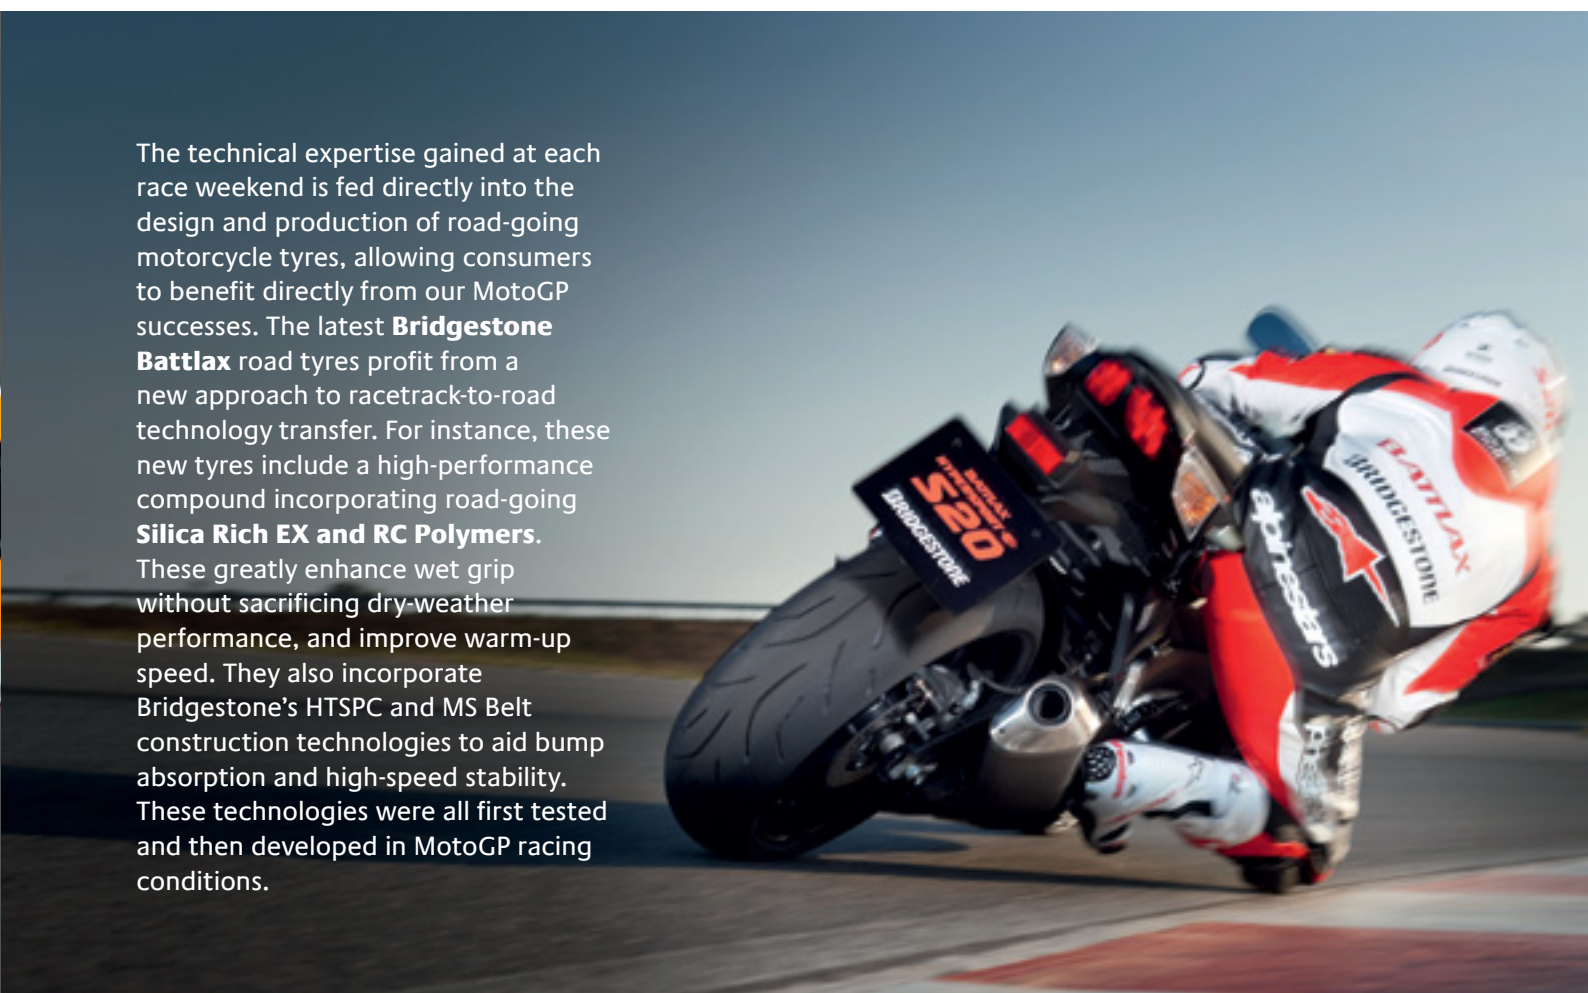 The technical expertise gained at each
race weekend is fed directly into the
design and production of road-going
motorcycle tyres, allowing consumers
to benefit directly from our MotoGP
successes. The latest Bridgestone
Battlax road tyres profit from a
new approach to racetrack-to-road
technology transfer. For instance, these
new tyres include a high-performance
compound incorporating road-going
Silica Rich EX and RC Polymers.
These greatly enhance wet grip
without sacrificing dry-weather
performance, and improve warm-up
speed. They also incorporate
Bridgestone’s HTSPC and MS Belt
construction technologies to aid bump
absorption and high-speed stability.
These technologies were all first tested
and then developed in MotoGP racing
conditions.
BATTLAX
HYPERSPORT
S20
BRIDGESTONE
BATTLAX
BRIDGESTONE
alpinestars